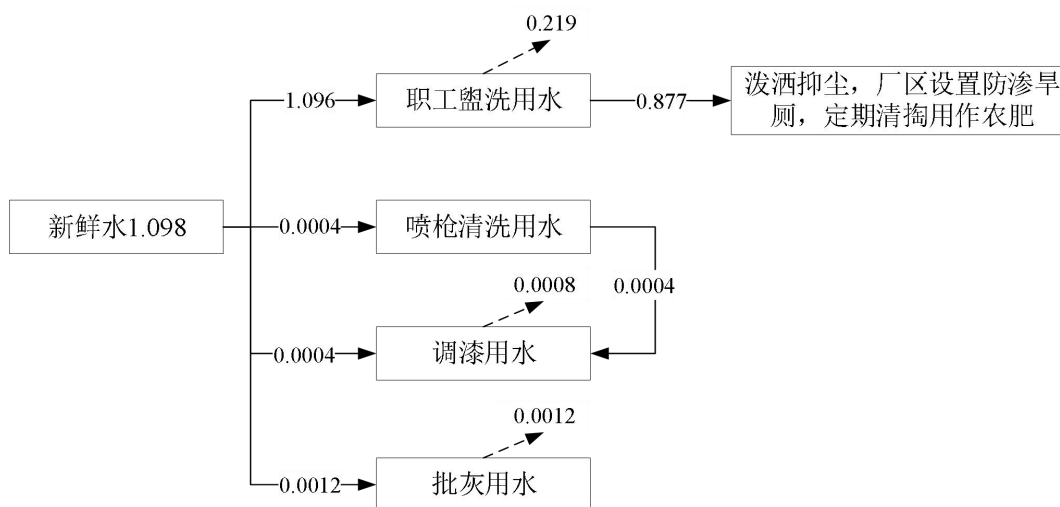 0.219
1.096
职工盥洗用水
0.877
泼洒抑尘，厂区设置防渗旱
厕，定期清掏用作农肥
新鲜水1.098
0.0004
喷枪清洗用水
0.0004
0.0008
0.0004
调漆用水
0.0012
0.0012
批灰用水